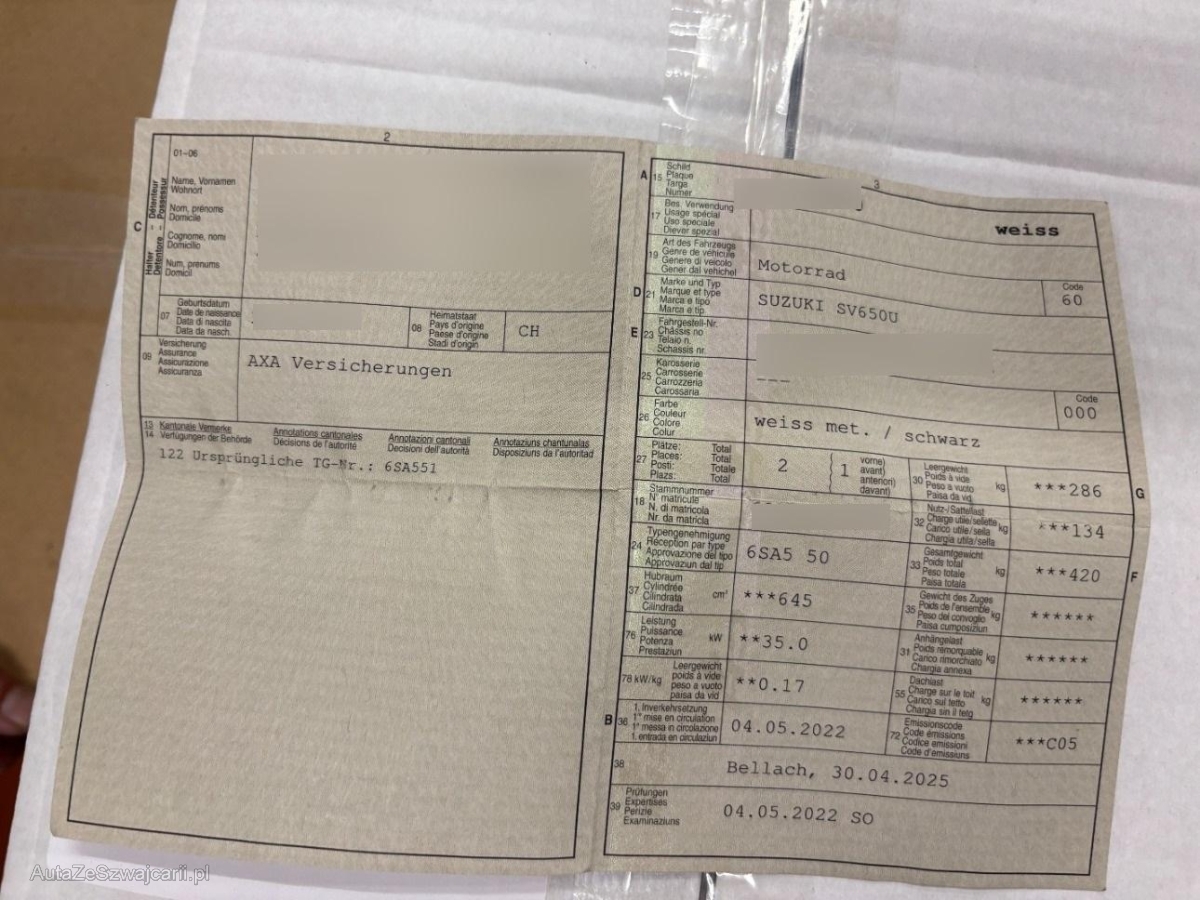 2
C
Halter
Détenteur
Detentore
Possessur
01-06
Name, Vornamen
Wohnort
Nom, prénoms
Domicile
Cognome, nomi
Domicilio
Num, prenums
Domicil
07
Geburtsdatum
Date de naissance
Data di nascita
Data da nasch.
08
Heimatstaat
Pays d'origine
Paese d'origine
Stadi d'origin
CH
09
Versicherung
Assurance
Assicurazione
Assicuranza
AXA Versicherungen
13
14
Kantonale Vermerke
Verfügungen der Behörde
Annotations cantonales
Décisions de l'autorité
Annotazioni cantonali
Decisioni dell'autorità
Annotaziuns chantunalas
Disposiziuns da l'autoritad
122 Ursprüngliche TG-Nr.: 6SA551
3
A
15
Schild
Plaque
Targa
Numer
weiss
17
Bes. Verwendung
Usage spécial
Uso speciale
Diever spezial
19
Art des Fahrzeugs
Genre de véhicule
Genere di veicolo
Gener dal vehichel
Motorrad
Code
60
D
21
Marke und Typ
Marque et type
Marca e tipo
Marca e tip
SUZUKI SV650U
E
23
Fahrgestell-Nr.
Châssis no
Telaio n.
Schassis nr.
25
Karosserie
Carrosserie
Carrozzeria
Carossaria
---
Code
000
26
Farbe
Couleur
Colore
Colur
weiss met. / schwarz
27
Plätze: Total
Places: Total
Posti: Totale
Plazs: Total
2
1
vorne)
avant)
anteriori)
davant)
30
Leergewicht
Poids à vide
Peso a vuoto
Paisa da vid
kg
***286
G
18
Stammnummer
N° matricule
N. di matricola
Nr. da matricla
32
Nutz-/Sattellast
Charge utile/sellette
Carico utile/sella
Chargia utila/sella
kg
***134
24
Typengenehmigung
Réception par type
Approvazione del tipo
Approvaziun dal tip
6SA5 50
33
Gesamtgewicht
Poids total
Peso totale
Paisa totala
kg
***420
F
37
Hubraum
Cylindrée
Cilindrata
Cilindrada
cm³
***645
35
Gewicht des Zuges
Poids de l'ensemble
Peso del convoglio
Paisa cumposiziun
kg
******
76
Leistung
Puissance
Potenza
Prestaziun
kW
**35.0
31
Anhängelast
Poids remorquable
Carico rimorchiato
Chargia annexa
kg
******
78 kW/kg
Leergewicht
poids à vide
peso a vuoto
paisa da vid
**0.17
55
Dachlast
Charge sur le toit
Carico sul tetto
Chargia sin il tetg
kg
******
B
36
1. Inverkehrsetzung
1re mise en circulation
1a messa in circolazione
1. entrada en circulaziun
04.05.2022
72
Emissionscode
Code émissions
Codice emissioni
Code d'emissiuns
***C05
38
Bellach, 30.04.2025
39
Prüfungen
Expertises
Perizie
Examinaziuns
04.05.2022 SO
AutaZeSzwajcarii.pl